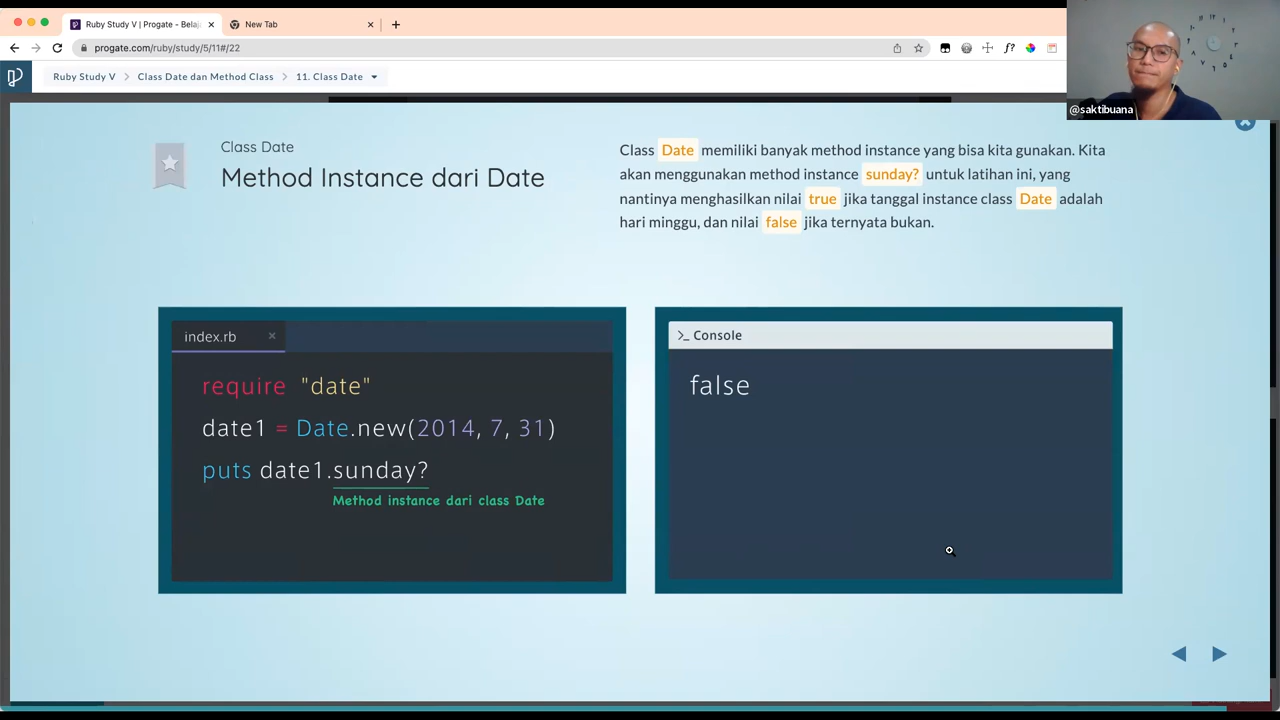 Ruby Study V | Progate - Belaja
New Tab
progate.com/ruby/study/5/11#/22
Ruby Study V
Class Date dan Method Class
11. Class Date
@saktibuana
Class Date
Method Instance dari Date
Class Date memiliki banyak method instance yang bisa kita gunakan. Kita
akan menggunakan method instance sunday? untuk latihan ini, yang
nantinya menghasilkan nilai true jika tanggal instance class Date adalah
hari minggu, dan nilai false jika ternyata bukan.
index.rb
require "date"
date1 = Date.new(2014, 7, 31)
puts date1.sunday?
Method instance dari class Date
>_ Console
false